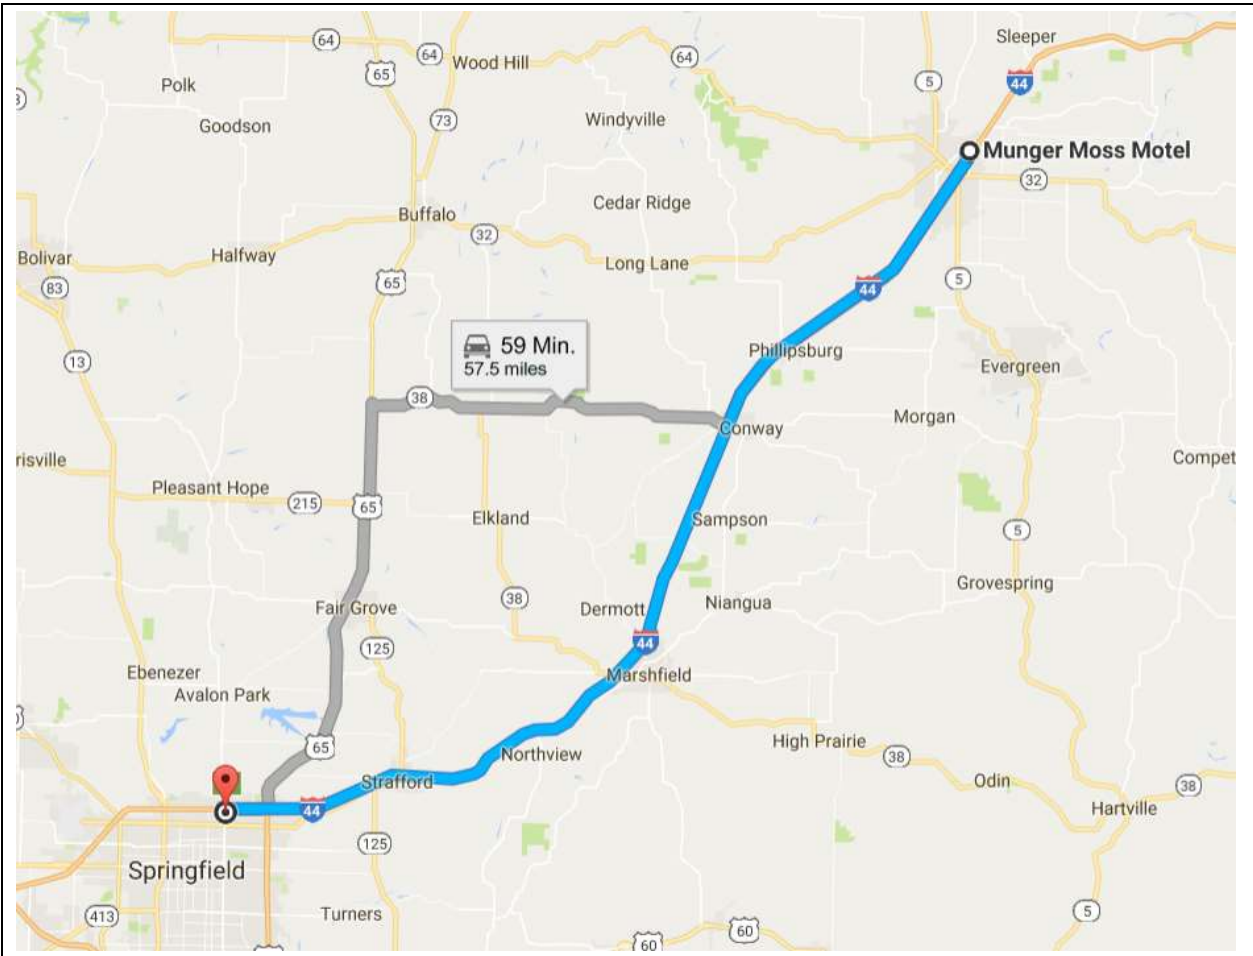 Sleeper
64
64
Wood Hill
64
65
5
44
Polk
73
Windyville
Goodson
Munger Moss Motel
32
Cedar Ridge
Buffalo
32
Bolivar
Halfway
Long Lane
65
83
44
5
59 Min.
57.5 miles
Phillipsburg
13
Evergreen
38
Morgan
Conway
risville
Compet
Pleasant Hope
215
65
Elkland
Sampson
5
Grovespring
38
Fair Grove
Dermott
Niangua
125
44
Ebenezer
Marshfield
Avalon Park
65
High Prairie
Northview
38
Strafford
Odin
38
44
Hartville
125
Springfield
413
Turners
5
60
60